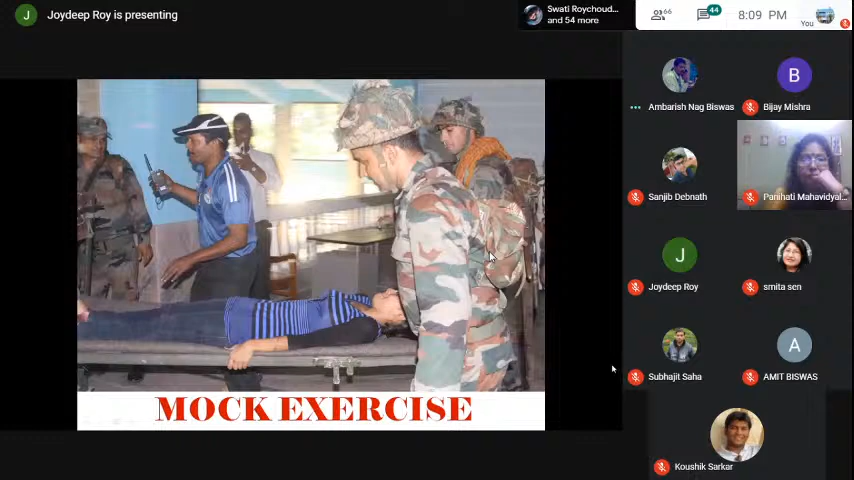 J
Joydeep Roy is presenting
Swati Roychoud...
and 54 more
66
44
8:09 PM
You
Ambarish Nag Biswas
B
Bijay Mishra
Sanjib Debnath
Panihati Mahavidyal...
J
Joydeep Roy
smita sen
Subhajit Saha
A
AMIT BISWAS
Koushik Sarkar
MOCK EXERCISE